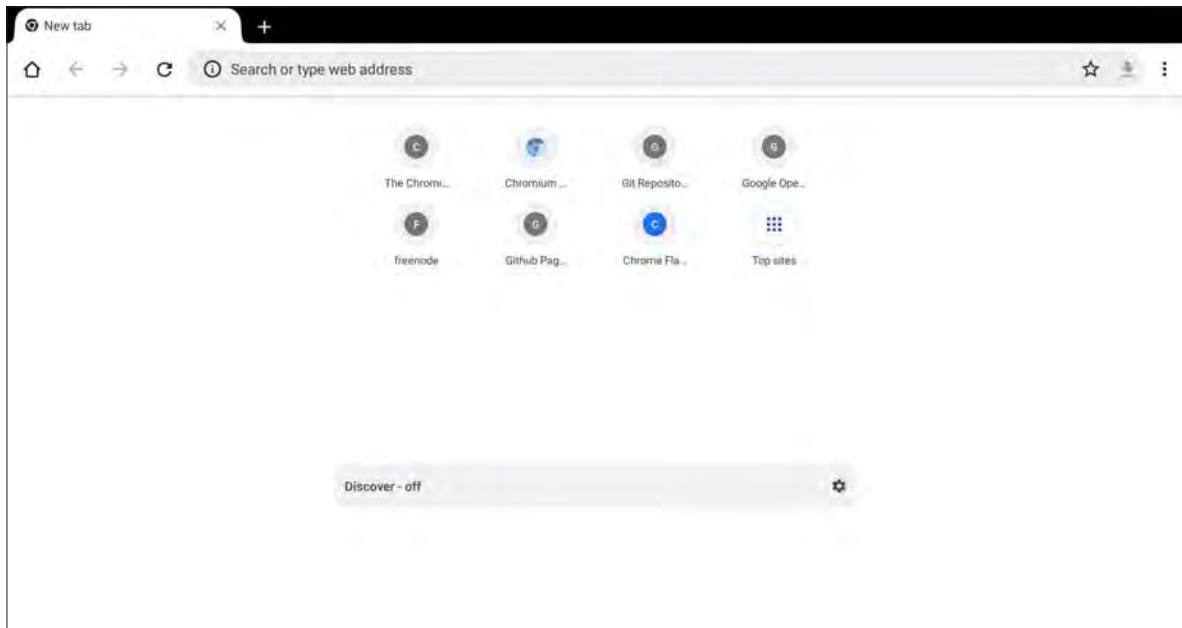 New tab
Search or type web address
C G G
The Chromi... Chromium ... Git Reposito... Google Ope...
F G C
freenode Github Pag... Chrome Fla... Top sites
Discover - off